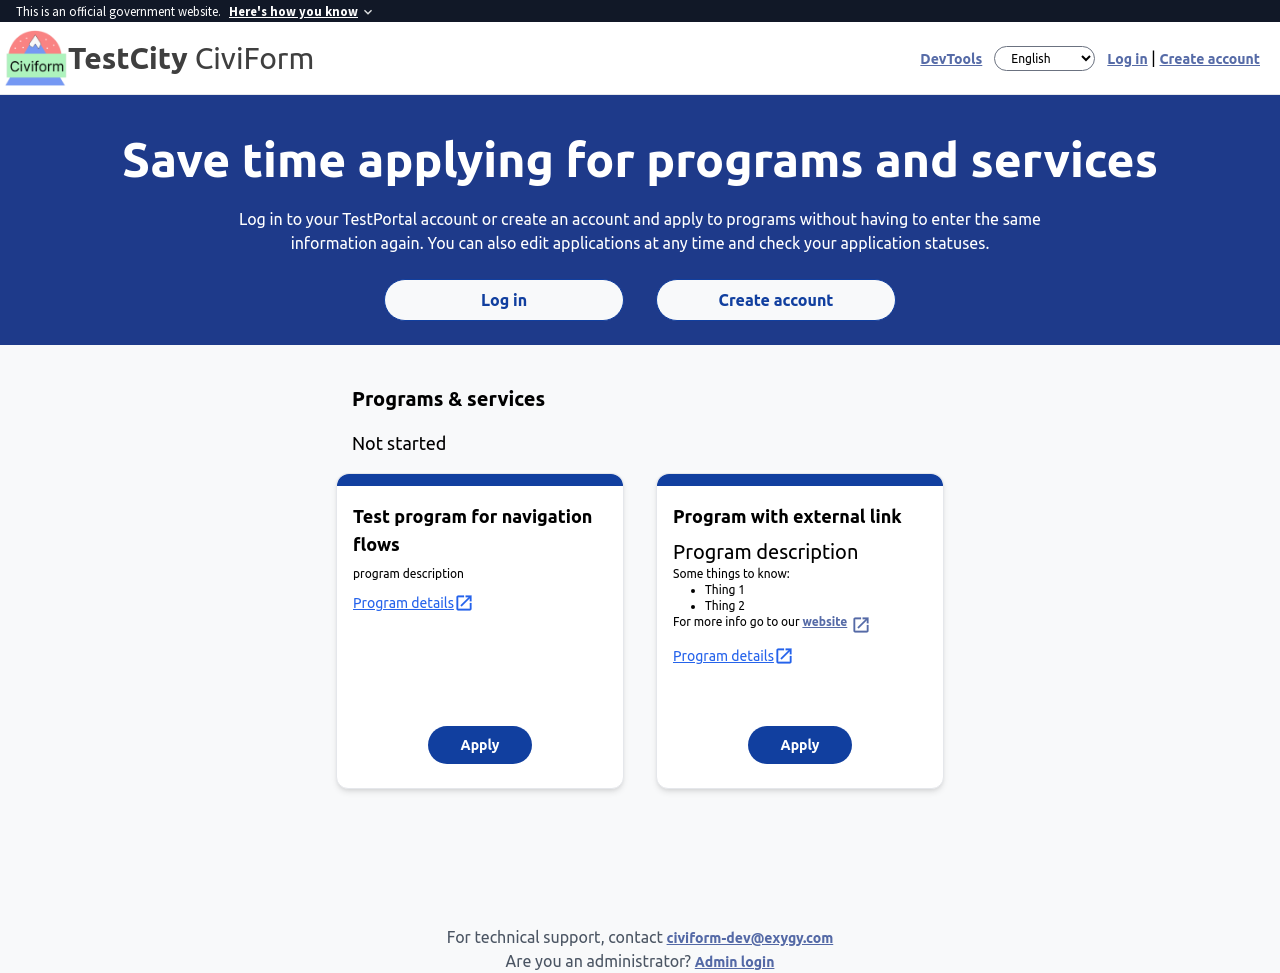 This is an official government website. Here's how you know
Civiform
TestCity CiviForm
DevTools English Log in | Create account
Save time applying for programs and services
Log in to your TestPortal account or create an account and apply to programs without having to enter the same
information again. You can also edit applications at any time and check your application statuses.
Log in
Create account
Programs & services
Not started
Test program for navigation
flows
program description
Program details
Apply
Program with external link
Program description
Some things to know:
• Thing 1
• Thing 2
For more info go to our website
Program details
Apply
For technical support, contact civiform-dev@exygy.com
Are you an administrator? Admin login